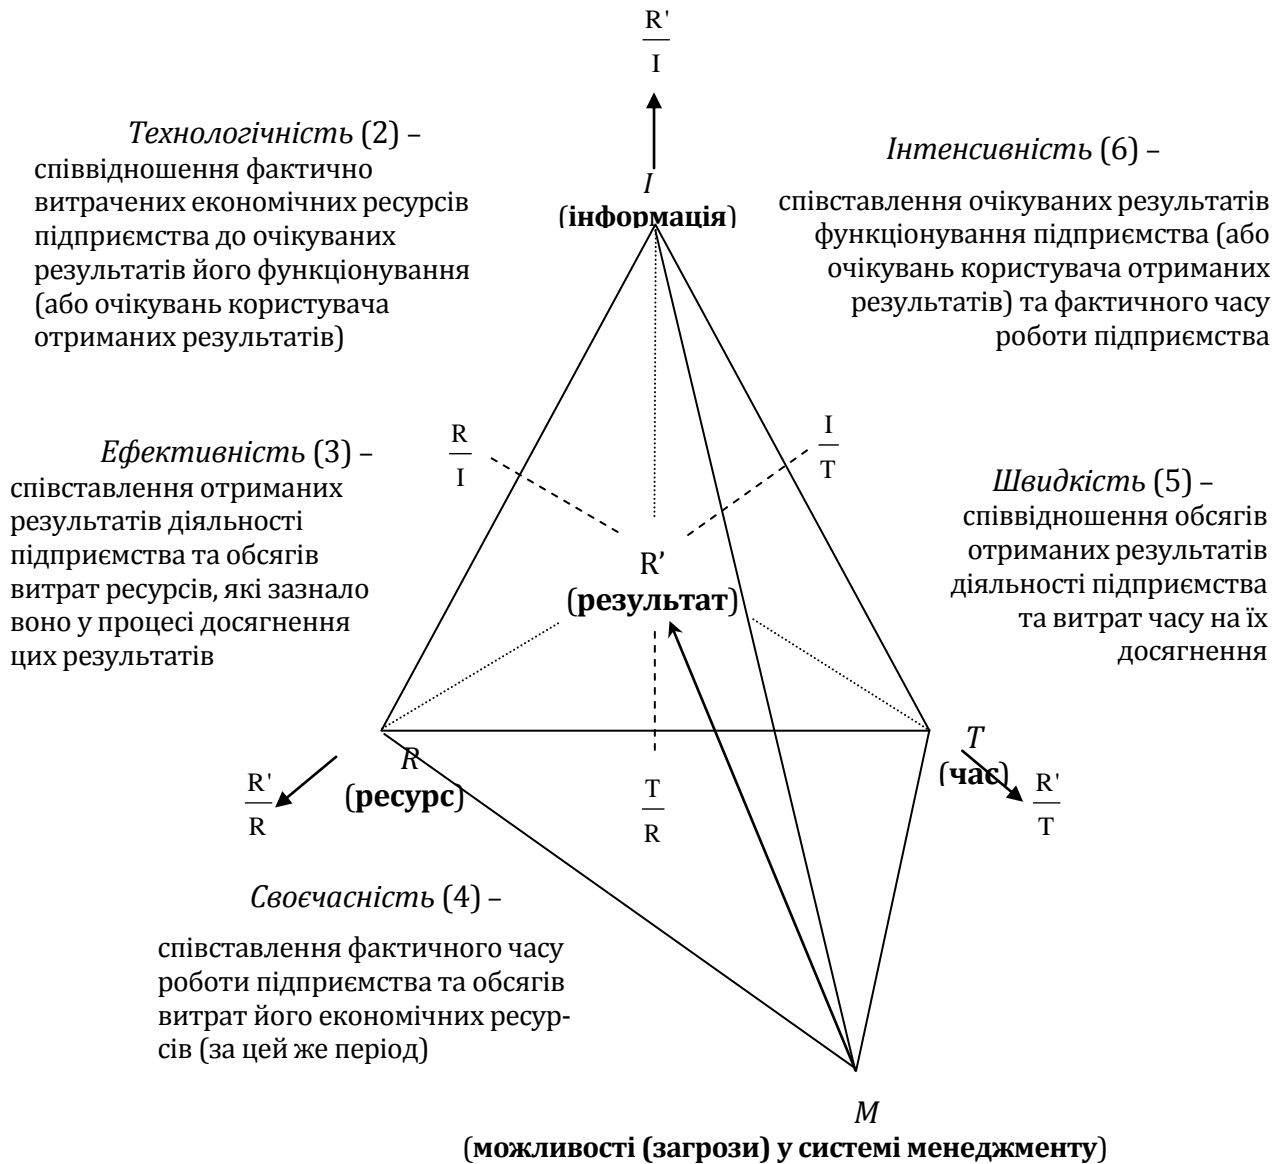 R'
I
Технологічність (2) –
співвідношення фактично
витрачених економічних ресурсів
підприємства до очікуваних
результатів його функціонування
(або очікувань користувача
отриманих результатів)
I
(інформація)
Інтенсивність (6) –
співставлення очікуваних результатів
функціонування підприємства (або
очікувань користувача отриманих
результатів) та фактичного часу
роботи підприємства
Ефективність (3) –
співставлення отриманих
результатів діяльності
підприємства та обсягів
витрат ресурсів, які зазнало
воно у процесі досягнення
цих результатів
R
I
I
T
Швидкість (5) –
співвідношення обсягів
отриманих результатів
діяльності підприємства
та витрат часу на їх
досягнення
R’
(результат)
R'
R
R
(ресурс)
T
R
T
(час)
R'
T
Своєчасність (4) –
співставлення фактичного часу
роботи підприємства та обсягів
витрат його економічних ресур-
сів (за цей же період)
M
(можливості (загрози) у системі менеджменту)